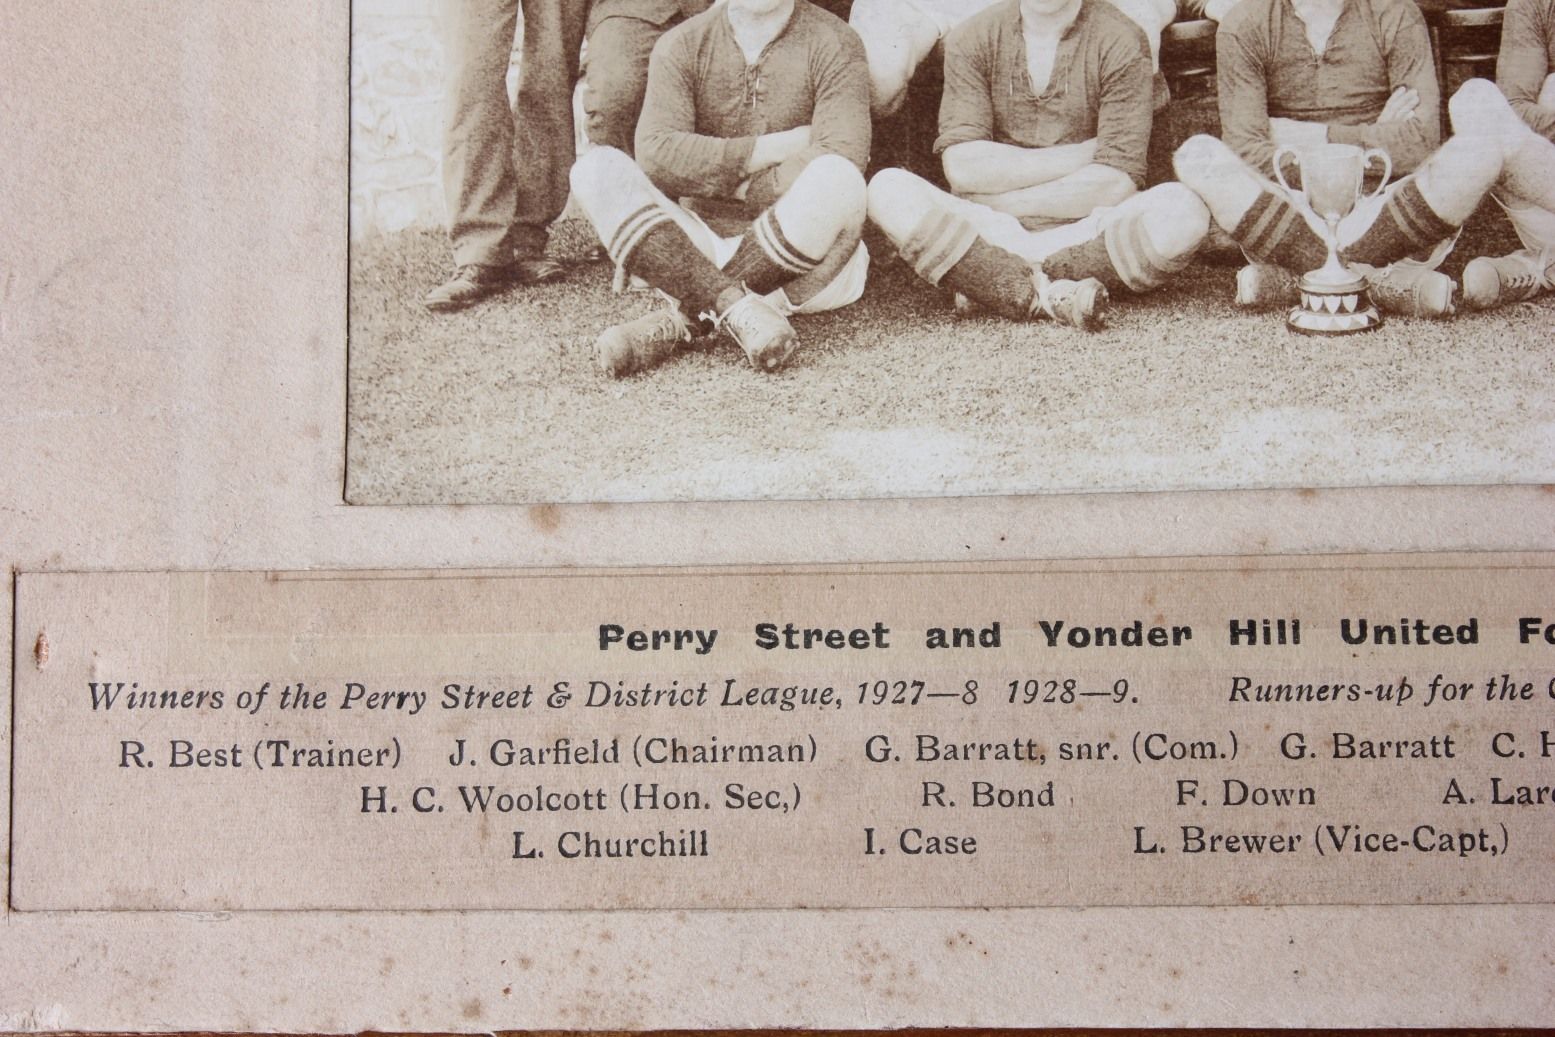 Perry Street and Yonder Hill United
Winners of the Perry Street & District League, 1927—8 1928—9. Runners-up for the
R. Best (Trainer) J. Garfield (Chairman) G. Barratt, snr. (Com.) G. Barratt C.
H. C. Woolcott (Hon. Sec,) R. Bond F. Down A.
L. Churchill I. Case L. Brewer (Vice-Capt,)